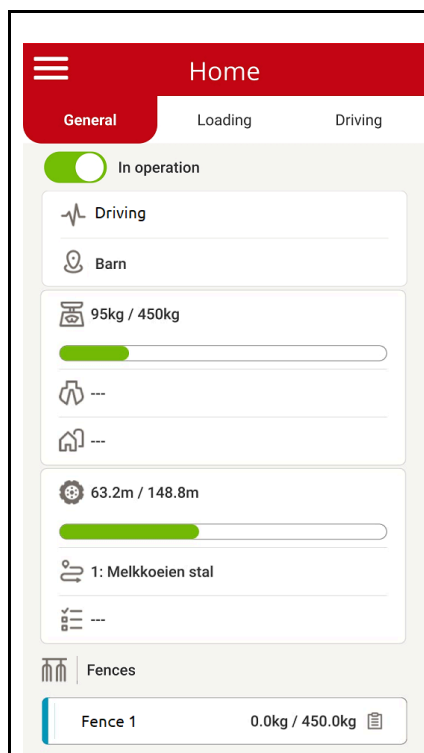 Home
General Loading Driving
In operation
Driving
Barn
95kg / 450kg
---
---
63.2m / 148.8m
1: Melkkoeien stal
---
Fences
Fence 1 0.0kg / 450.0kg